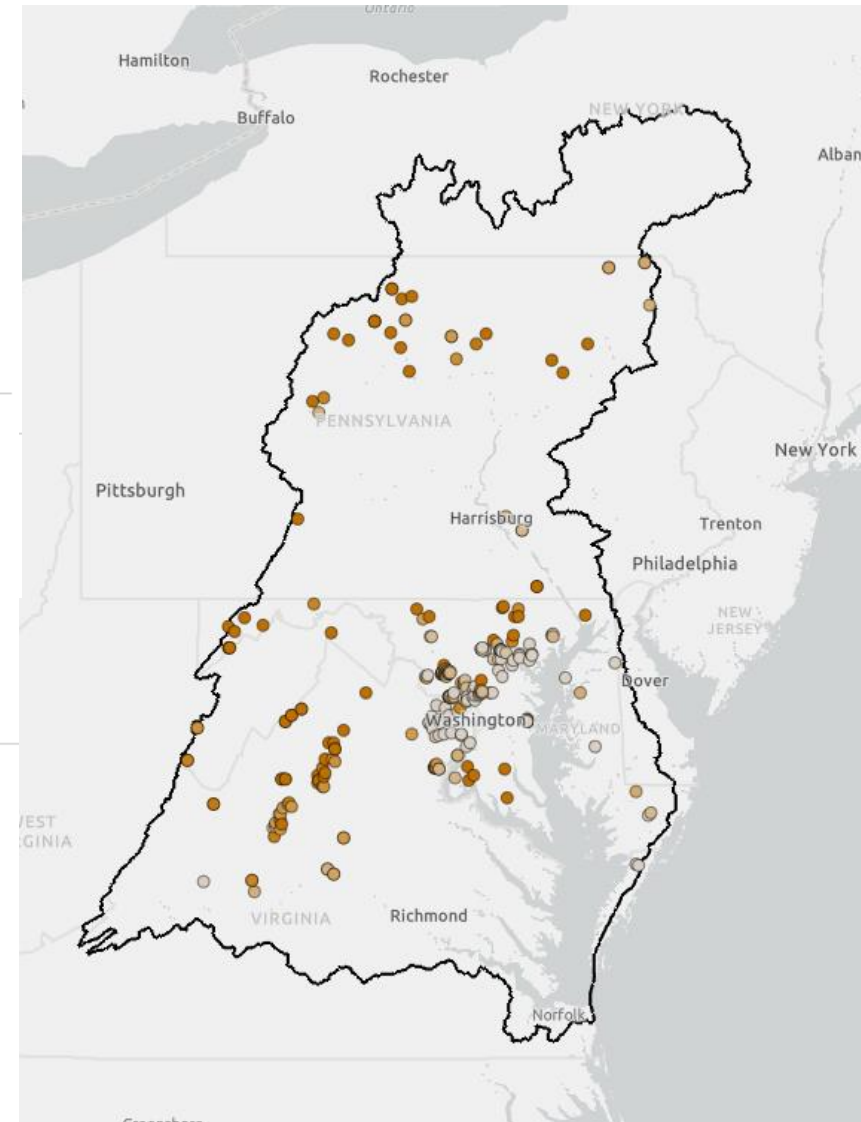 Ontario
Hamilton
Rochester
NEW YORK
Buffalo
Alban
PENNSYLVANIA
New York
Pittsburgh
Harrisburg
Trenton
Philadelphia
NEW
JERSEY
Dover
Washington
MARYLAND
WEST
GINIA
VIRGINIA
Richmond
Norfolk